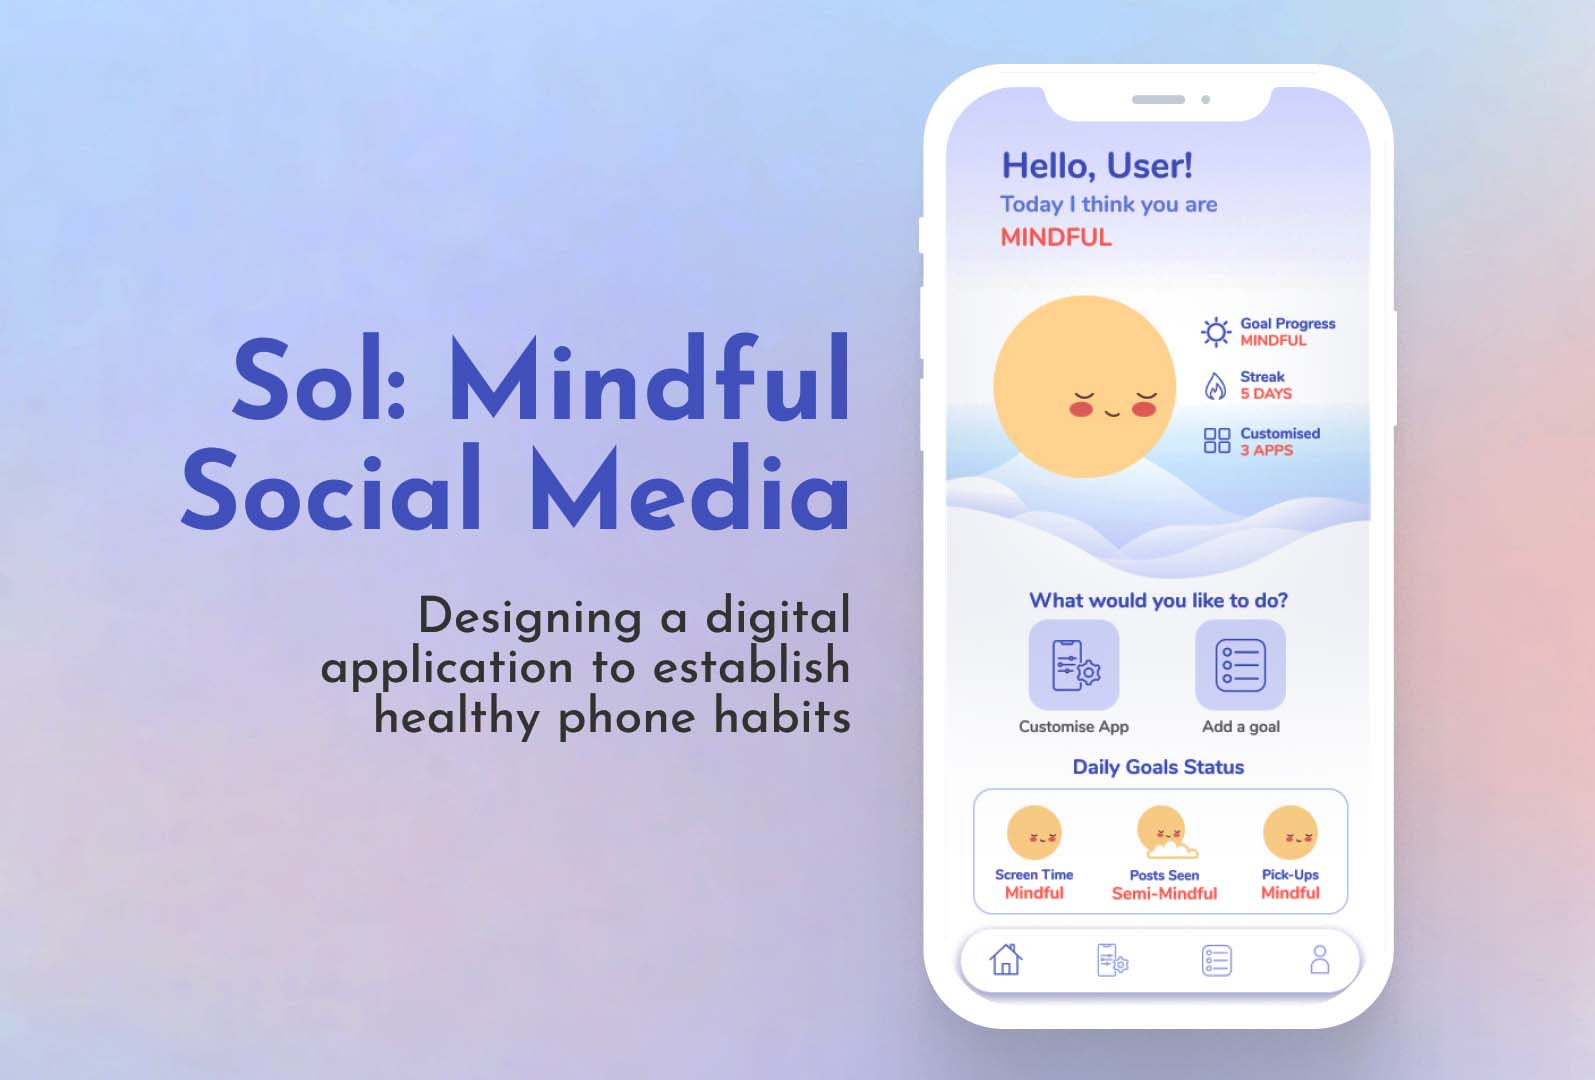 Sol: Mindful
Social Media
Designing a digital
application to establish
healthy phone habits
Hello, User!
Today I think you are
MINDFUL
Goal Progress
MINDFUL
Streak
5 DAYS
Customised
3 APPS
What would you like to do?
Customise App
Add a goal
Daily Goals Status
Screen Time
Mindful
Posts Seen
Semi-Mindful
Pick-Ups
Mindful